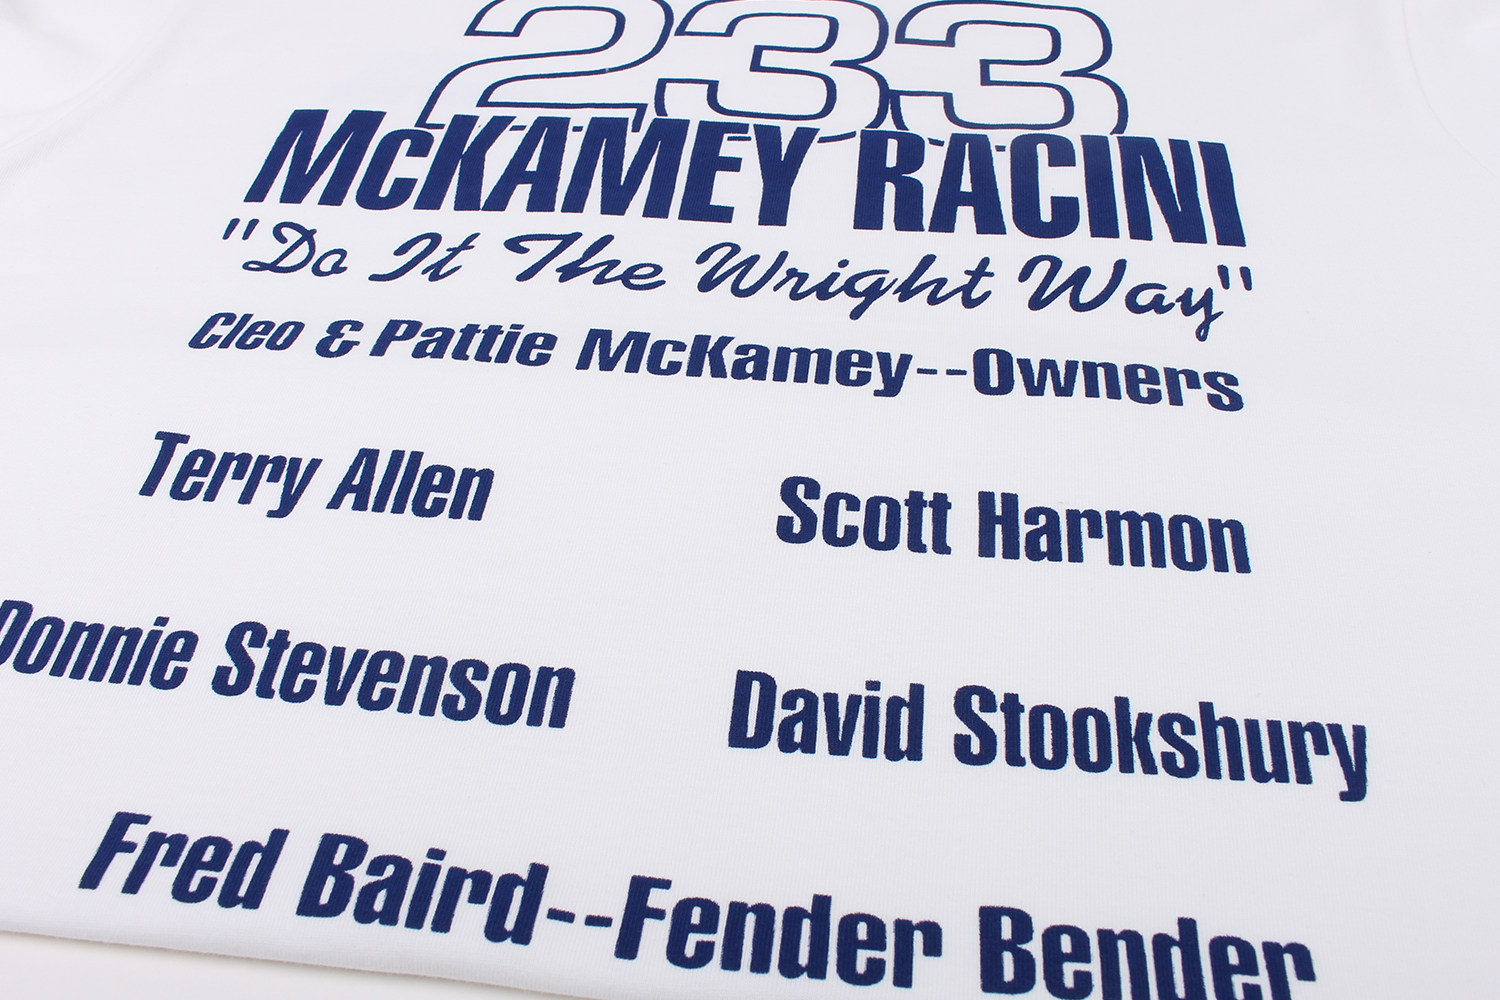 233
McKAMEY RACINI
"Do It The Wright Way"
Cleo & Pattie McKamey--Owners
Terry Allen
Scott Harmon
Donnie Stevenson
David Stookshury
Fred Baird--Fender Bender